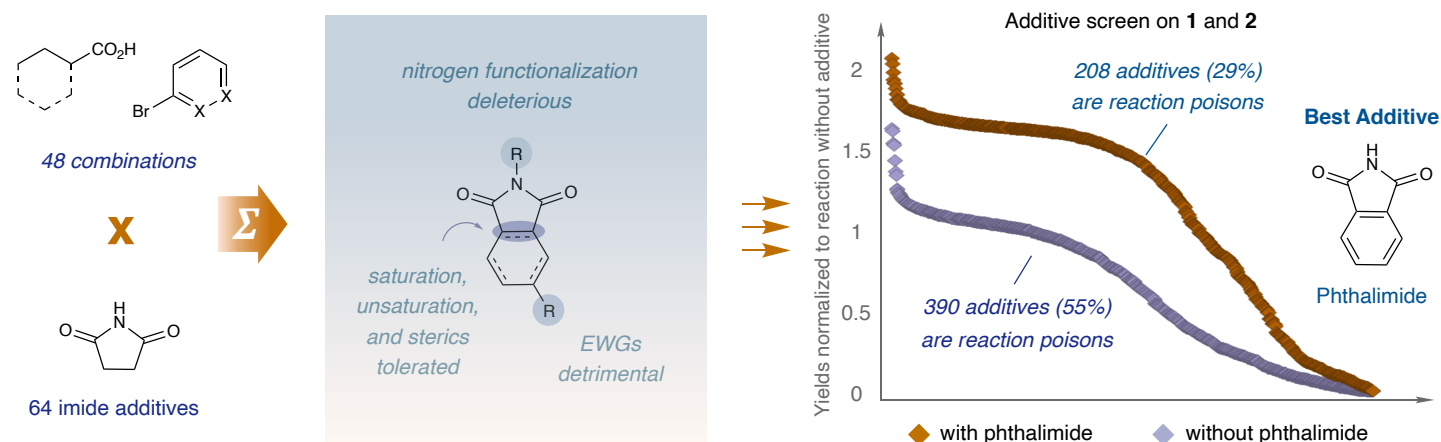 CO₂H
Br
X
X
48 combinations
x
H
N
O
O
64 imide additives
Σ
nitrogen functionalization
deleterious
R
N
O
O
R
saturation,
unsaturation,
and sterics
tolerated
EWGs
detrimental
Additive screen on 1 and 2
Yields normalized to reaction without additive
2
1.5
1
0.5
0
208 additives (29%)
are reaction poisons
390 additives (55%)
are reaction poisons
Best Additive
H
N
O
O
Phthalimide
with phthalimide
without phthalimide